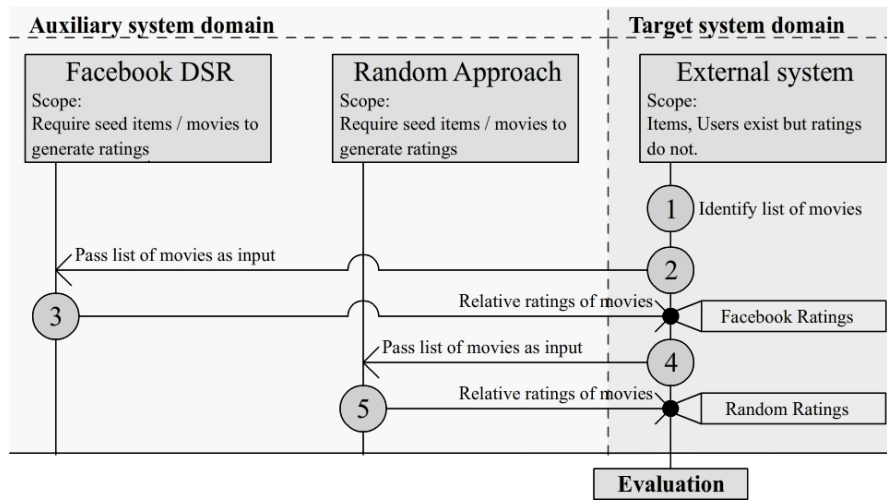 Auxiliary system domain
Target system domain
Facebook DSR
Scope:
Require seed items / movies to
generate ratings
Random Approach
Scope:
Require seed items / movies to
generate ratings
External system
Scope:
Items, Users exist but ratings
do not.
1
Identify list of movies
Pass list of movies as input
2
3
Relative ratings of movies
Facebook Ratings
Pass list of movies as input
4
5
Relative ratings of movies
Random Ratings
Evaluation